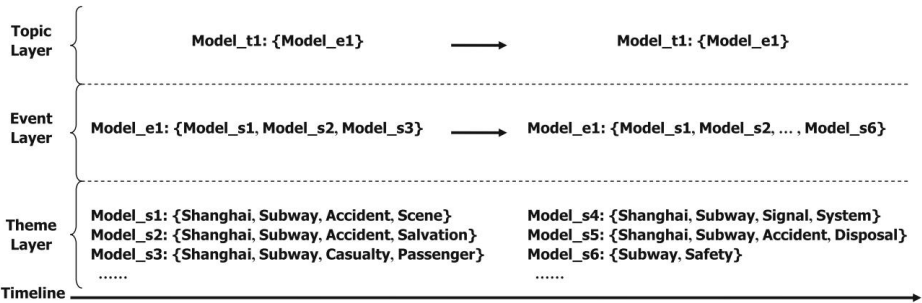 Topic Layer
Model_t1: {Model_e1}
Model_t1: {Model_e1}
Event Layer
Model_e1: {Model_s1, Model_s2, Model_s3}
Model_e1: {Model_s1, Model_s2, ... , Model_s6}
Theme Layer
Model_s1: {Shanghai, Subway, Accident, Scene}
Model_s2: {Shanghai, Subway, Accident, Salvation}
Model_s3: {Shanghai, Subway, Casualty, Passenger}
......
Model_s4: {Shanghai, Subway, Signal, System}
Model_s5: {Shanghai, Subway, Accident, Disposal}
Model_s6: {Subway, Safety}
......
Timeline